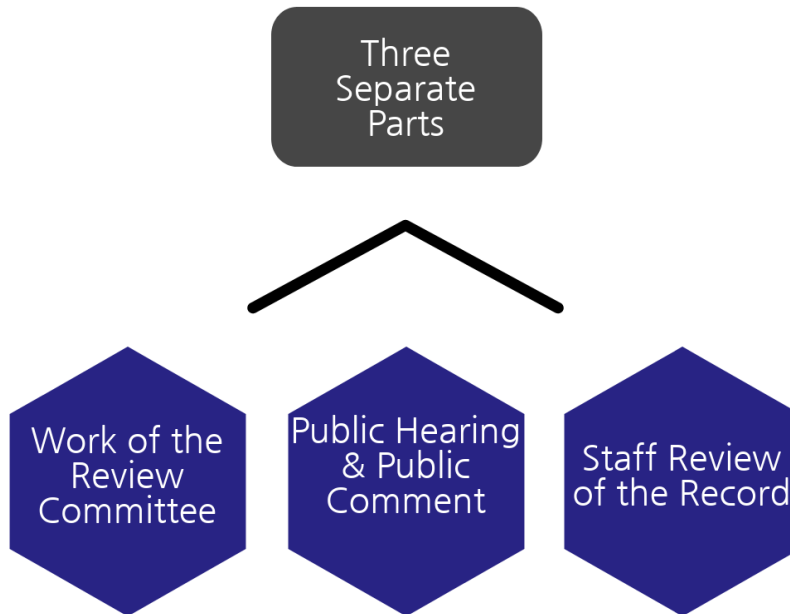 Three
Separate
Parts
Work of the
Review
Committee
Public Hearing
& Public
Comment
Staff Review
of the Record